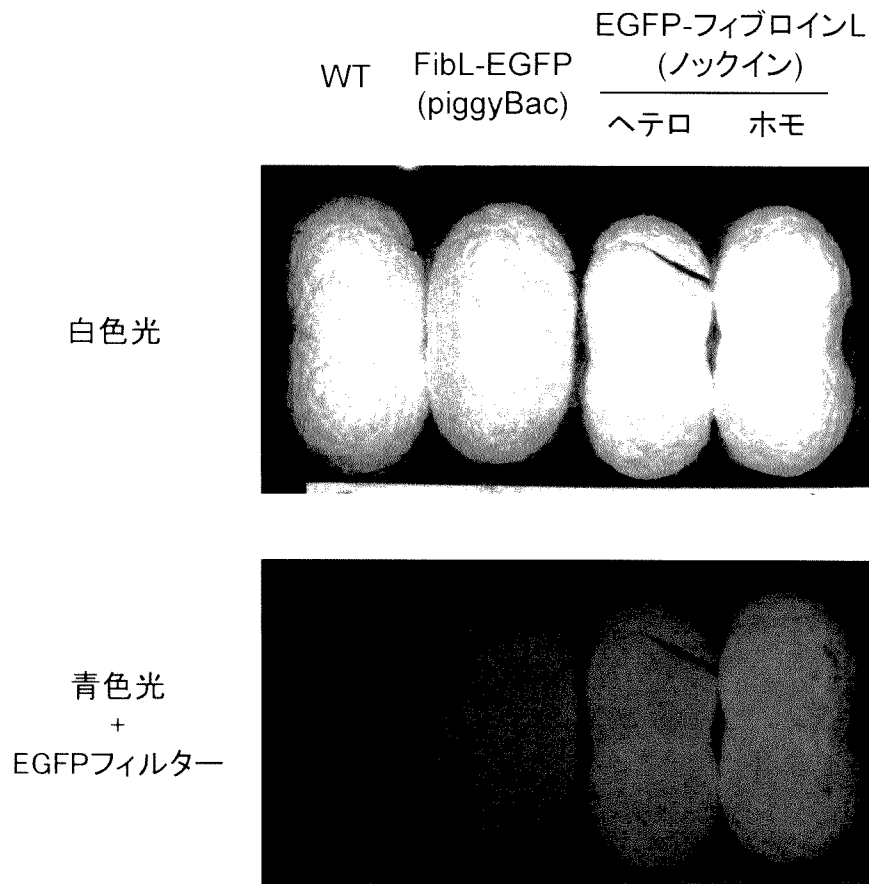 WT
FibL-EGFP
(piggyBac)
EGFP-フィブロインL
(ノックイン)
ヘテロ
ホモ
白色光
青色光
+
EGFPフィルター